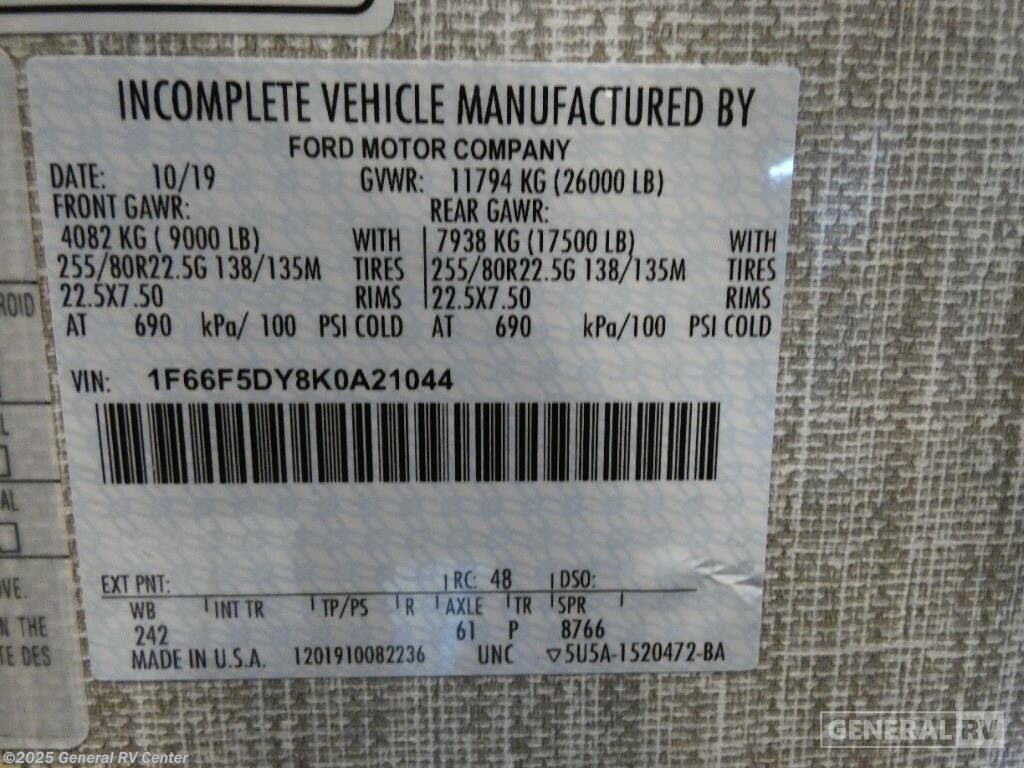 INCOMPLETE VEHICLE MANUFACTURED BY
FORD MOTOR COMPANY
DATE: 10/19 GVWR: 11794 KG (26000 LB)
FRONT GAWR: REAR GAWR:
4082 KG ( 9000 LB) WITH 7938 KG (17500 LB) WITH
255/80R22.5G 138/135M TIRES 255/80R22.5G 138/135M TIRES
22.5X7.50 RIMS 22.5X7.50 RIMS
AT 690 kPa/ 100 PSI COLD AT 690 kPa/100 PSI COLD
VIN: 1F66F5DY8K0A21044
EXT PNT: RC: 48 DSO:
WB INT TR TP/PS R AXLE TR SPR
242 61 P 8766
MADE IN U.S.A. 1201910082236 UNC ▽5U5A-1520472-BA
N THE
TE DES
GENERAL RV
©2025 General RV Center